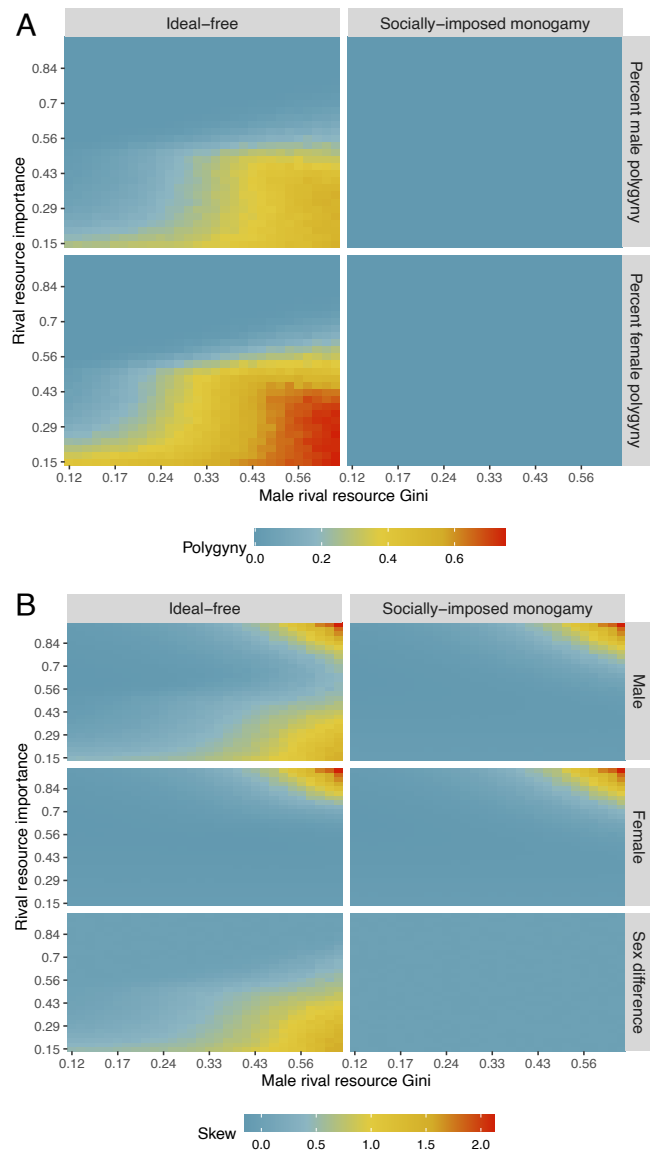 A
Ideal−free
Socially−imposed monogamy
Rival resource importance
0.84
0.7
0.56
0.43
0.29
0.15
Percent male polygyny
0.84
0.7
0.56
0.43
0.29
0.15
Percent female polygyny
0.12 0.17 0.24 0.33 0.43 0.56 0.12 0.17 0.24 0.33 0.43 0.56
Male rival resource Gini
Polygyny
0.0 0.2 0.4 0.6
B
Ideal−free
Socially−imposed monogamy
Rival resource importance
0.84
0.7
0.56
0.43
0.29
0.15
Male
0.84
0.7
0.56
0.43
0.29
0.15
Female
0.84
0.7
0.56
0.43
0.29
0.15
Sex difference
0.12 0.17 0.24 0.33 0.43 0.56 0.12 0.17 0.24 0.33 0.43 0.56
Male rival resource Gini
Skew
0.0 0.5 1.0 1.5 2.0